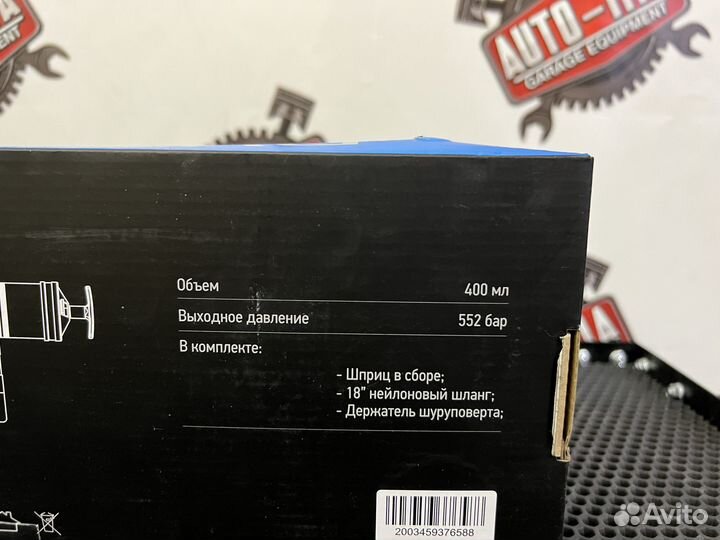 AUTO-
GARAGE EQUIPMENT
Объем 400 мл
Выходное давление 552 бар
В комплекте:
- Шприц в сборе;
- 18” нейлоновый шланг;
- Держатель шуруповерта;
2003459376588
Avito